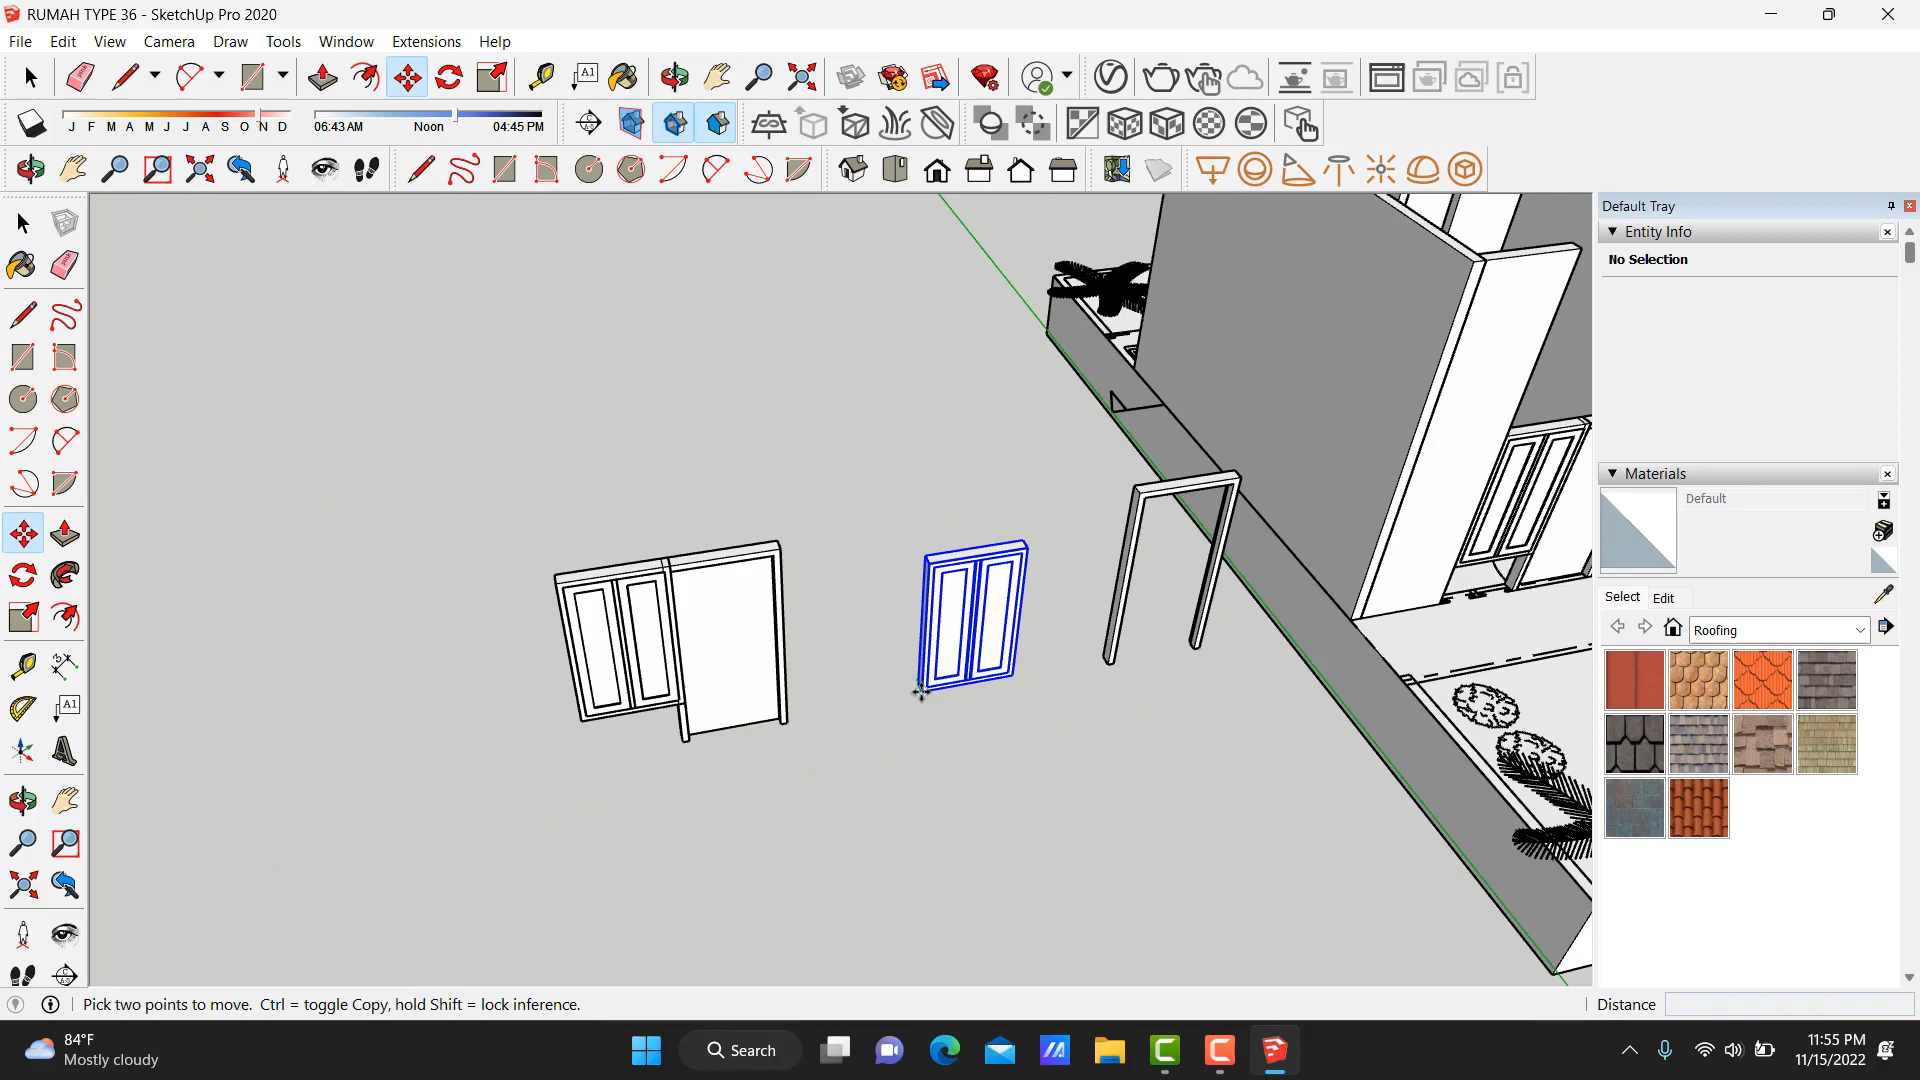 RUMAH TYPE 36 - SketchUp Pro 2020
File Edit View Camera Draw Tools Window Extensions Help
A1
J F M A M J J A S O N D 06:43 AM Noon 04:45 PM
Default Tray
Entity Info
No Selection
Materials
Default
Select Edit
Roofing
A1
Pick two points to move. Ctrl = toggle Copy, hold Shift = lock inference.
Distance
84°F
Mostly cloudy
Search
11:55 PM
11/15/2022